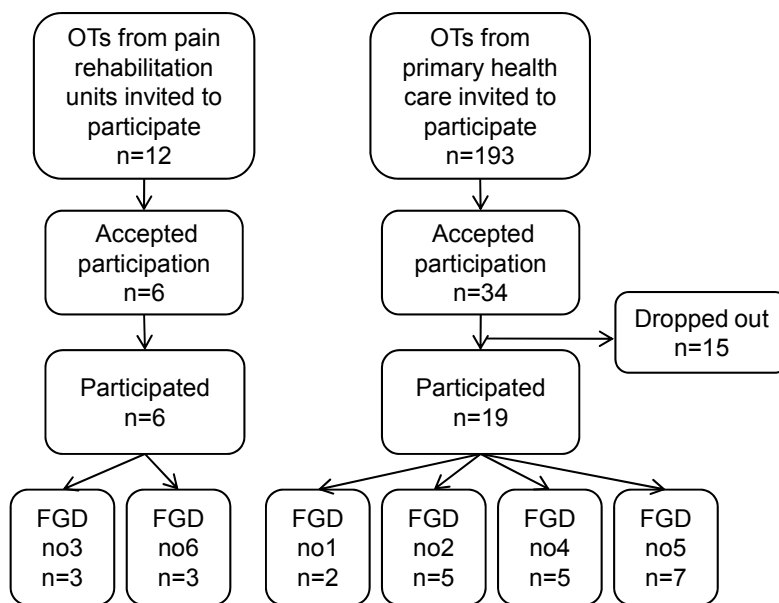 OTs from pain
rehabilitation
units invited to
participate
n=12
OTs from
primary health
care invited to
participate
n=193
Accepted
participation
n=6
Accepted
participation
n=34
Dropped out
n=15
Participated
n=6
Participated
n=19
FGD
no3
n=3
FGD
no6
n=3
FGD
no1
n=2
FGD
no2
n=5
FGD
no4
n=5
FGD
no5
n=7